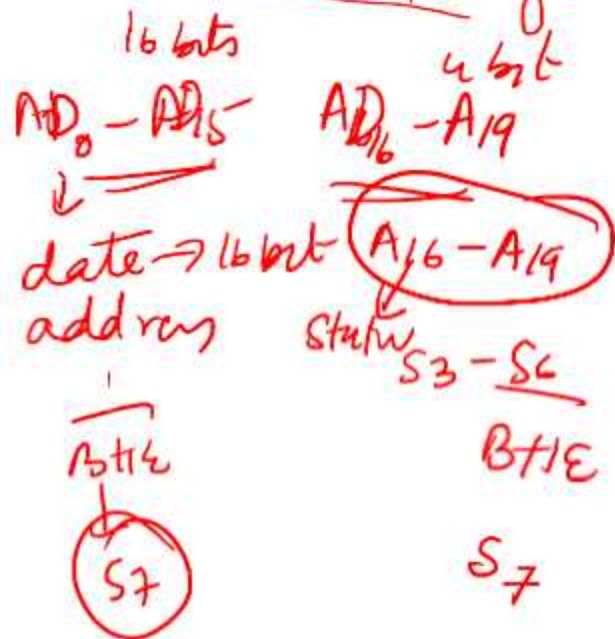 16 bits 4 bit
AD0 - AD15 AD16 - A19
data → 16 bit A16 - A19
address Status S3 - S6
BHE BHE
S7 S7